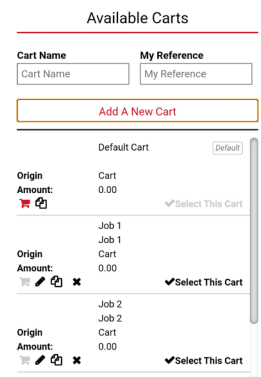 Available Carts
Cart Name My Reference
Cart Name My Reference
Add A New Cart
Default Cart Default
Origin Cart
Amount: 0.00
Select This Cart
Job 1
Job 1
Origin Cart
Amount: 0.00
Select This Cart
Job 2
Job 2
Origin Cart
Amount: 0.00
Select This Cart